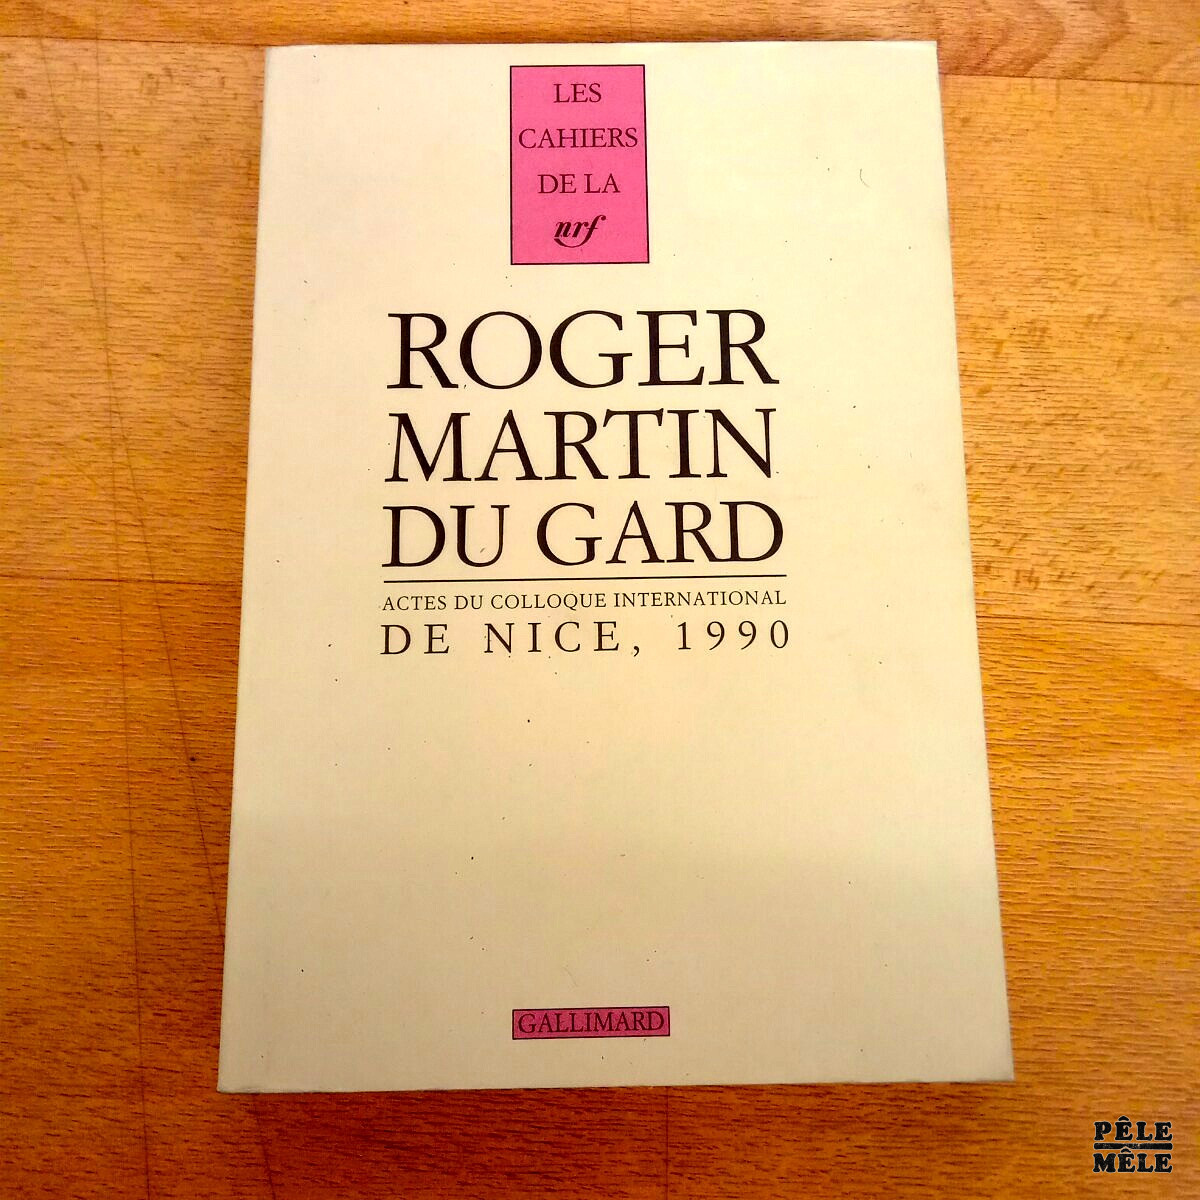 LES
CAHIERS
DE LA
nrf
ROGER
MARTIN
DU GARD
ACTES DU COLLOQUE INTERNATIONAL
DE NICE, 1990
GALLIMARD
PÊLE
MÊLE